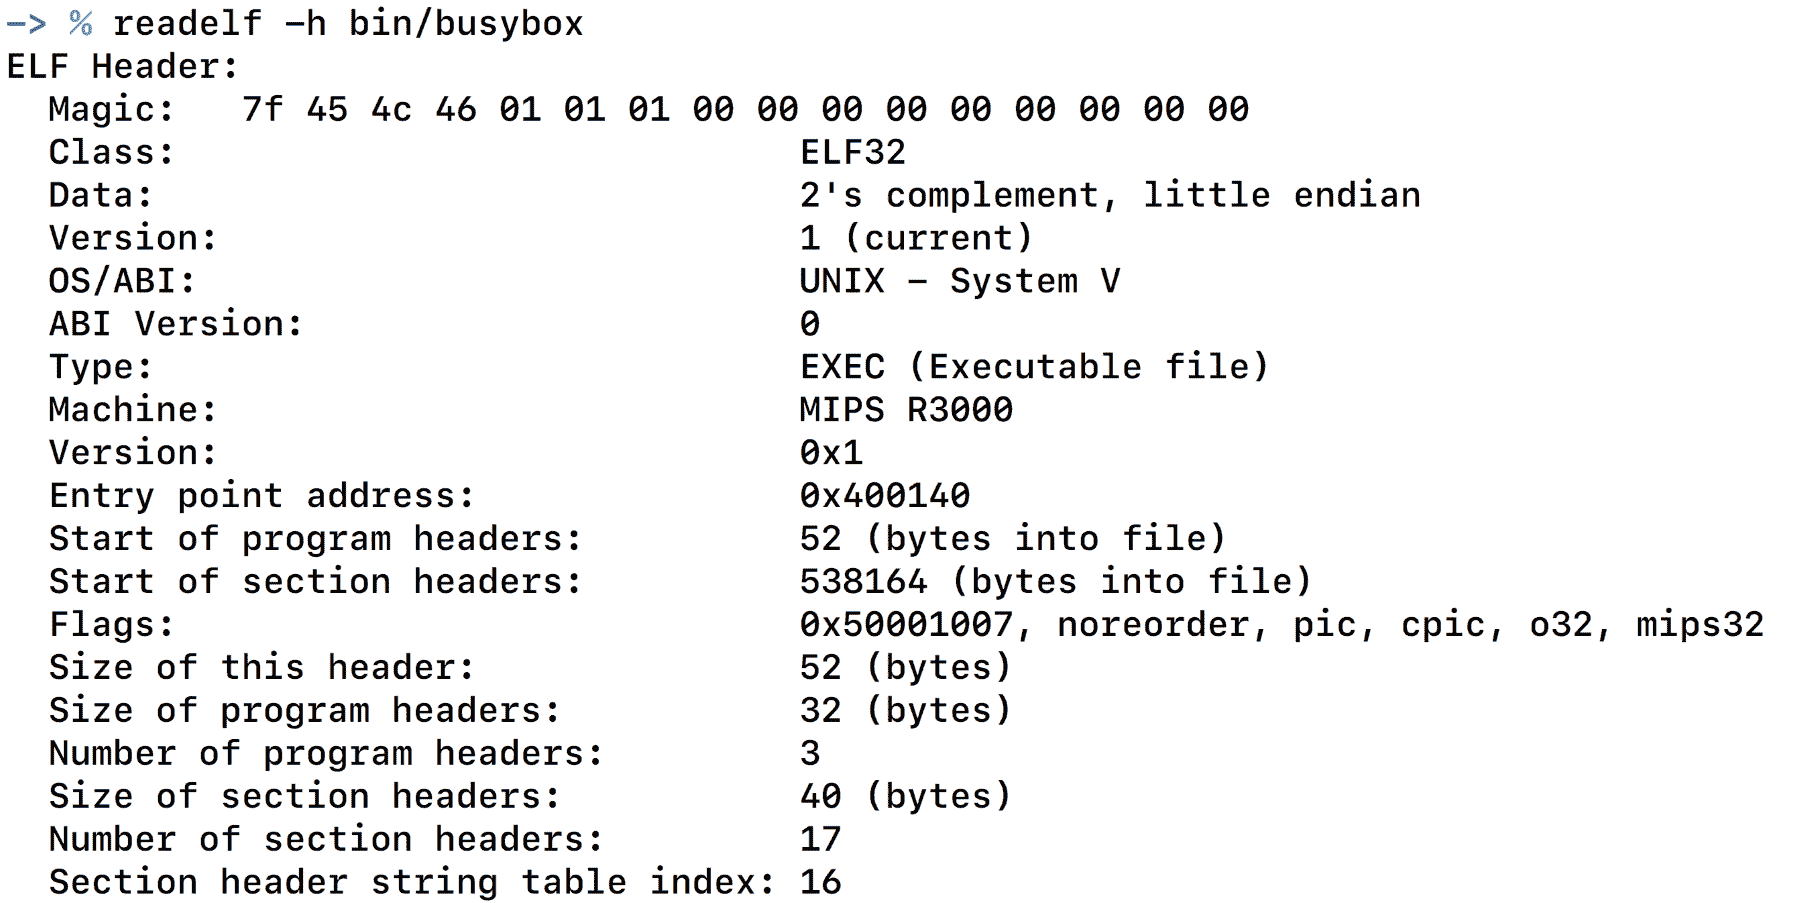 —> % readelf -h bin/busybox
ELF Header:
  Magic:   7f 45 4c 46 01 01 01 00 00 00 00 00 00 00 00 00
  Class:                             ELF32
  Data:                              2's complement, little endian
  Version:                           1 (current)
  OS/ABI:                            UNIX - System V
  ABI Version:                       0
  Type:                              EXEC (Executable file)
  Machine:                           MIPS R3000
  Version:                           0x1
  Entry point address:               0x400140
  Start of program headers:          52 (bytes into file)
  Start of section headers:          538164 (bytes into file)
  Flags:                             0x50001007, noreorder, pic, cpic, o32, mips32
  Size of this header:               52 (bytes)
  Size of program headers:           32 (bytes)
  Number of program headers:         3
  Size of section headers:           40 (bytes)
  Number of section headers:         17
  Section header string table index: 16